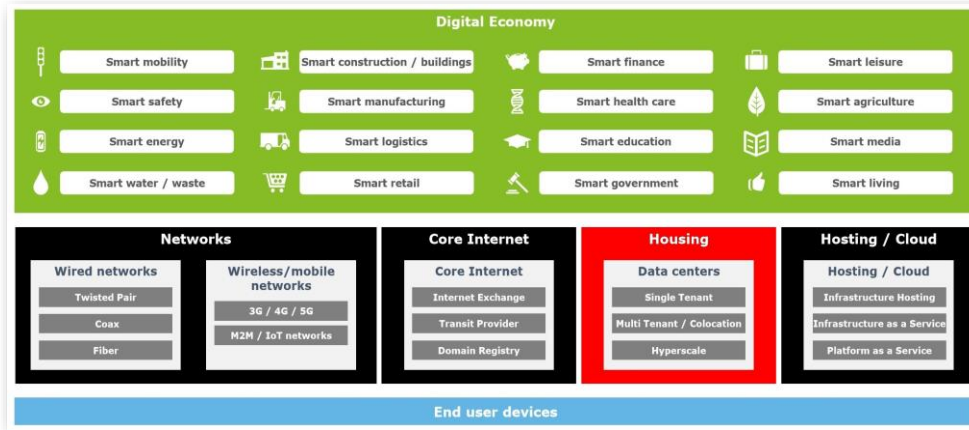 Digital Economy
Smart mobility
Smart construction / buildings
Smart finance
Smart leisure
Smart safety
Smart manufacturing
Smart health care
Smart agriculture
Smart energy
Smart logistics
Smart education
Smart media
Smart water / waste
Smart retail
Smart government
Smart living
Networks
Wired networks
Twisted Pair
Coax
Fiber
Wireless/mobile
networks
3G / 4G / 5G
M2M / IoT networks
Core Internet
Core Internet
Internet Exchange
Transit Provider
Domain Registry
Housing
Data centers
Single Tenant
Multi Tenant / Colocation
Hyperscale
Hosting / Cloud
Hosting / Cloud
Infrastructure Hosting
Infrastructure as a Service
Platform as a Service
End user devices